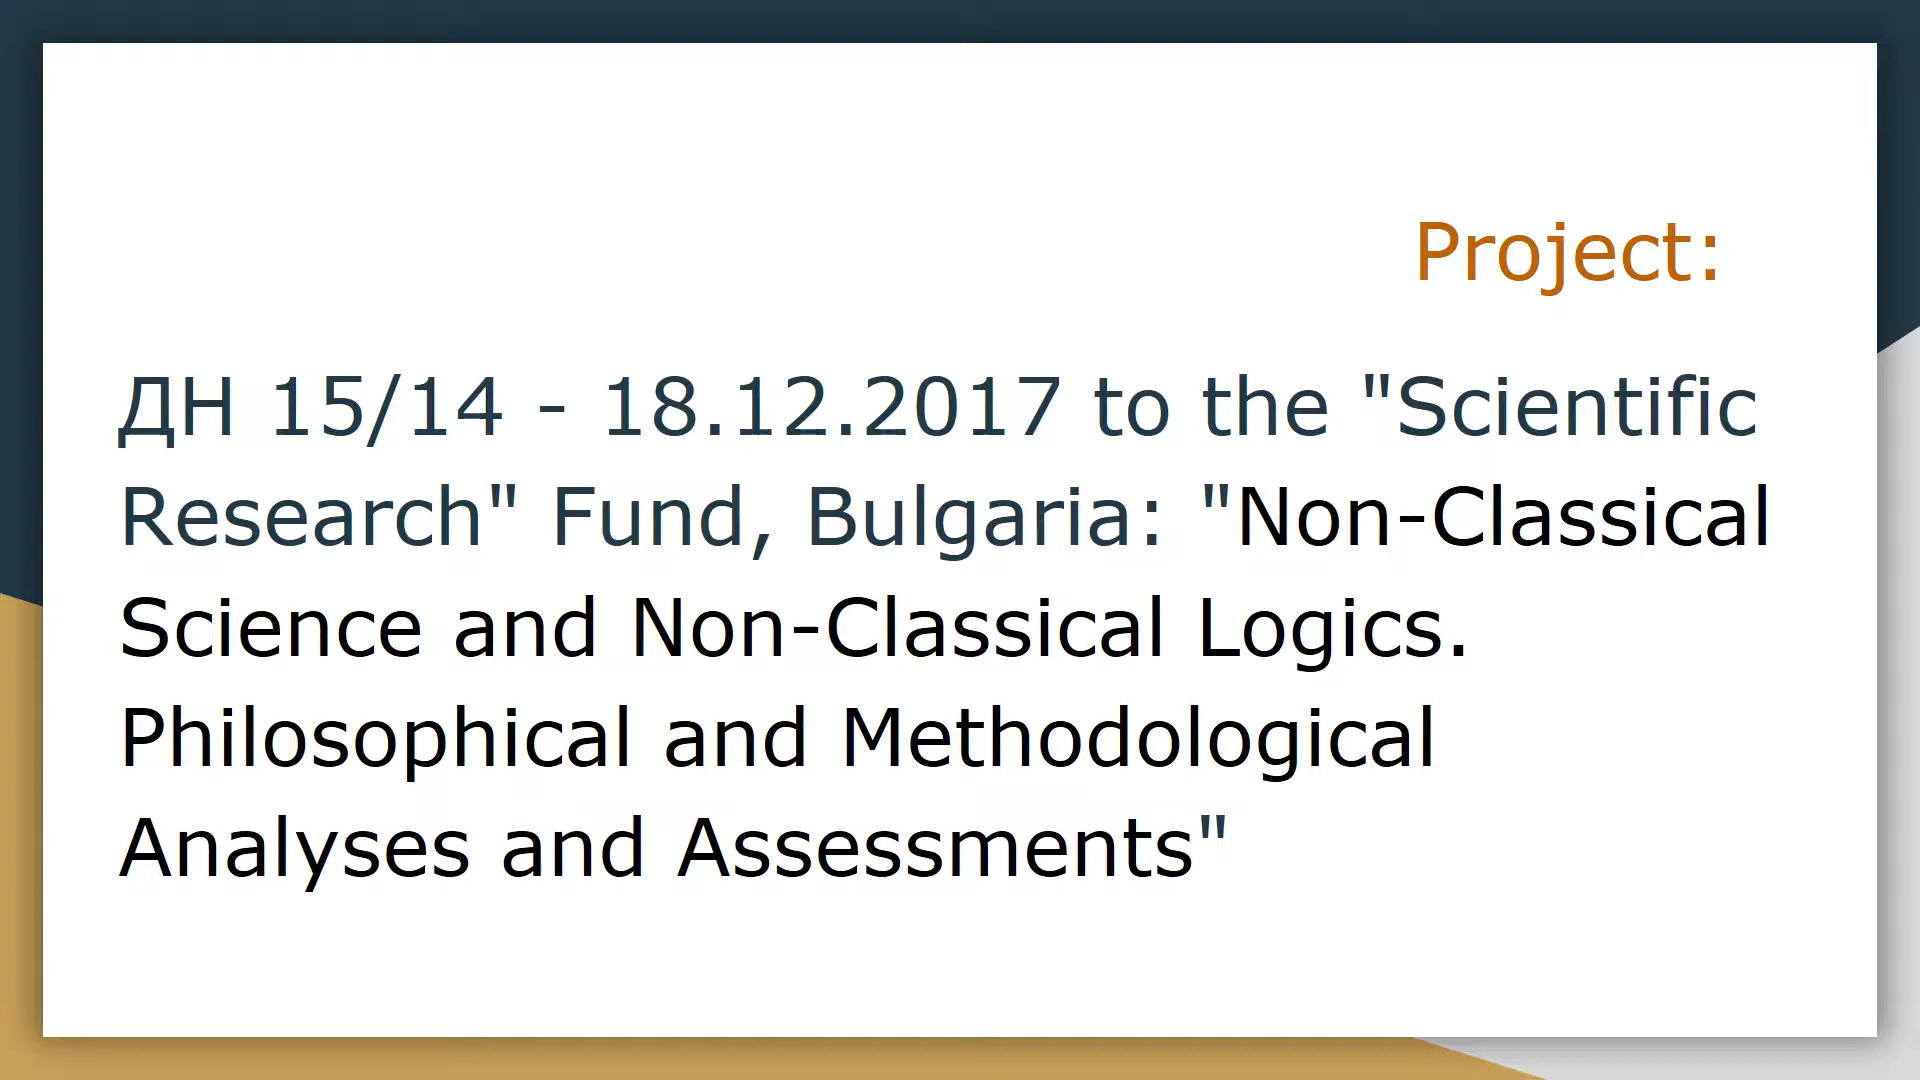 Project:
ДН 15/14 - 18.12.2017 to the "Scientific
Research" Fund, Bulgaria: "Non-Classical
Science and Non-Classical Logics.
Philosophical and Methodological
Analyses and Assessments"